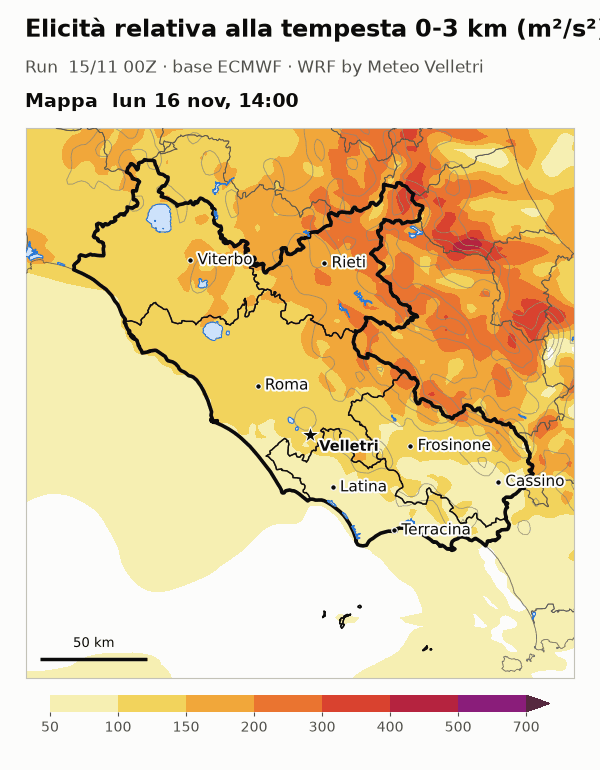 Elicità relativa alla tempesta 0-3 km (m²/s²)
Run 15/11 00Z · base ECMWF · WRF by Meteo Velletri
Mappa lun 16 nov, 14:00
Viterbo
Rieti
Roma
Velletri
Frosinone
Cassino
Latina
Terracina
50 km
50 100 150 200 300 400 500 700